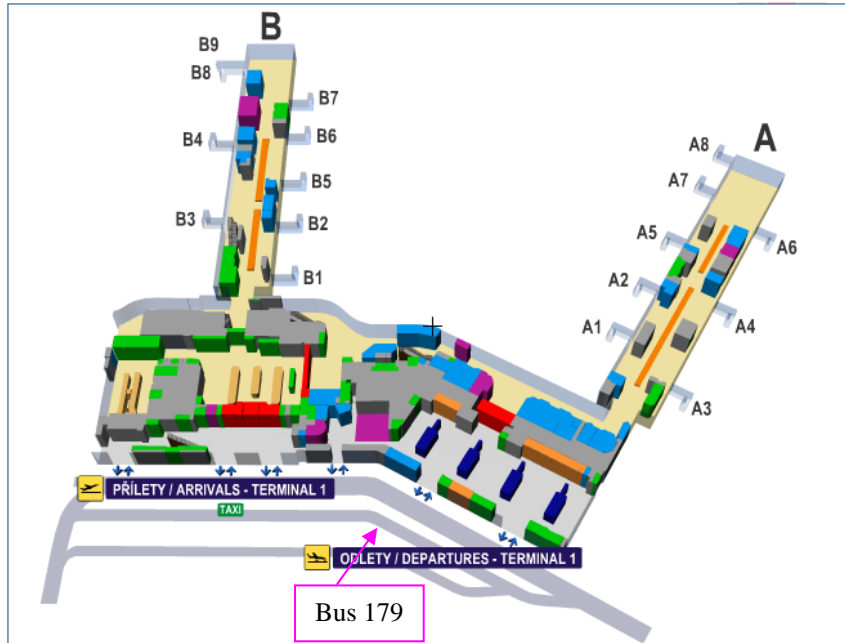 B
B9
B8
B7
B4
B6
B5
B3
B2
B1
A
A8
A7
A5
A6
A2
A1
A4
A3
PŘÍLETY / ARRIVALS - TERMINAL 1
TAXI
ODLETY / DEPARTURES - TERMINAL 1
Bus 179